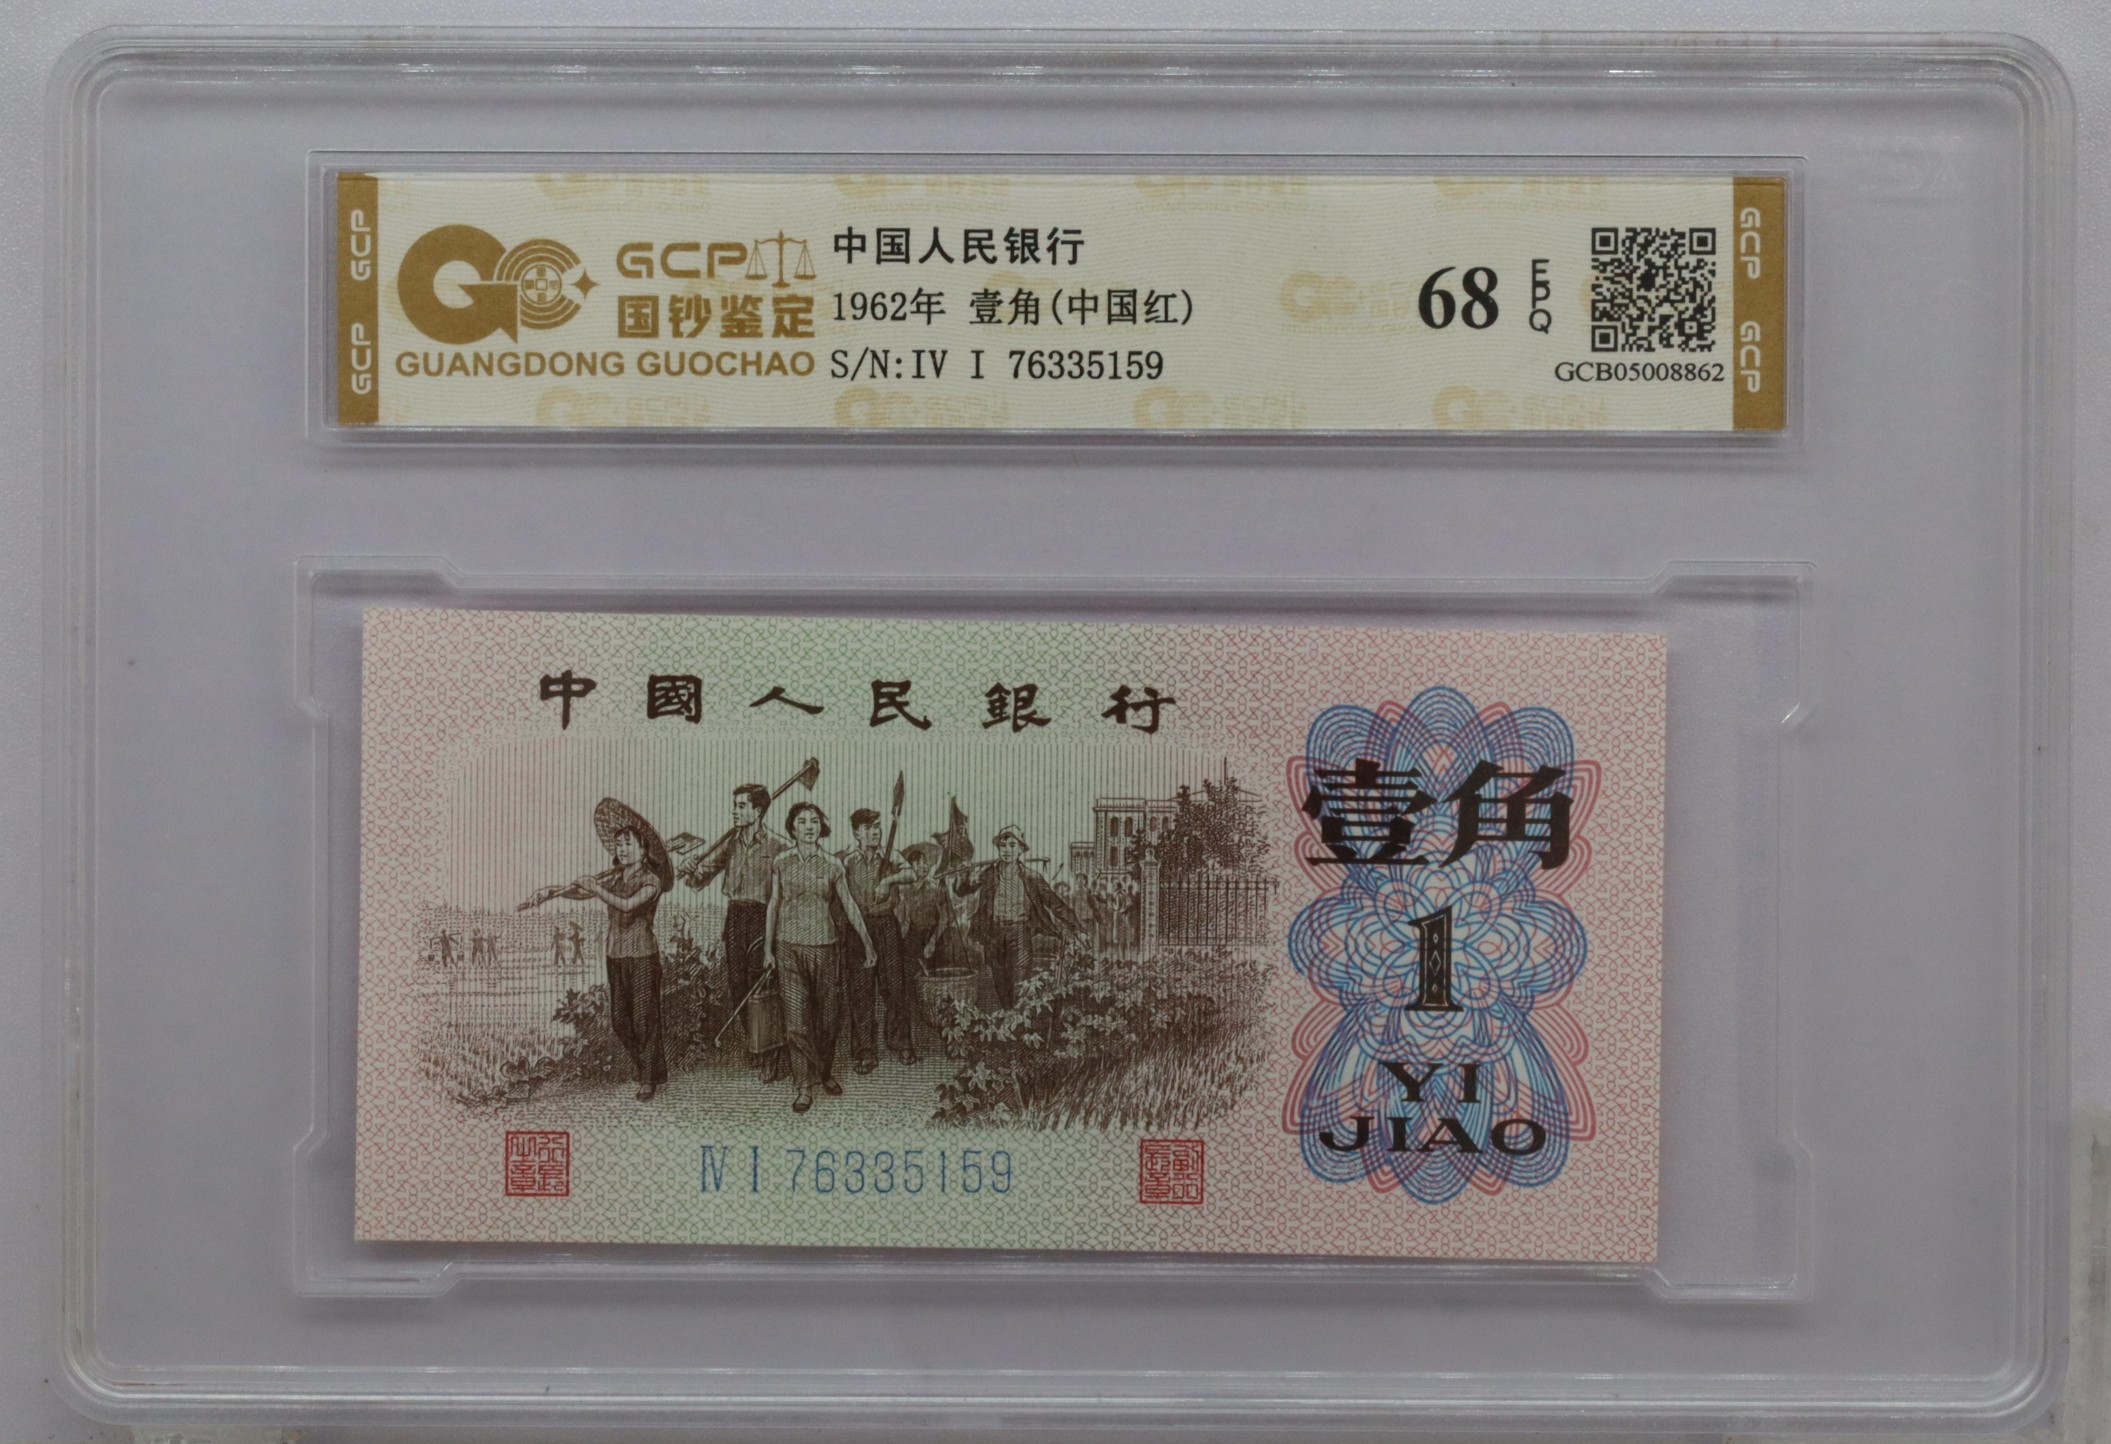 GCP
GCP
GCP
国钞鉴定
GUANGDONG GUOCHAO
中国人民银行
1962年 壹角(中国红)
S/N:IV I 76335159
68
EPQ
GCB05008862
GCP
GCP
中國人民銀行
壹角
1
YI
JIAO
Ⅳ Ⅰ 76335159